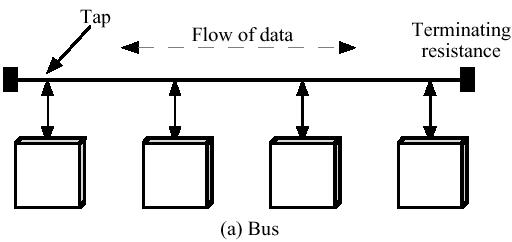 Tap
Flow of data
Terminating
resistance
(a) Bus